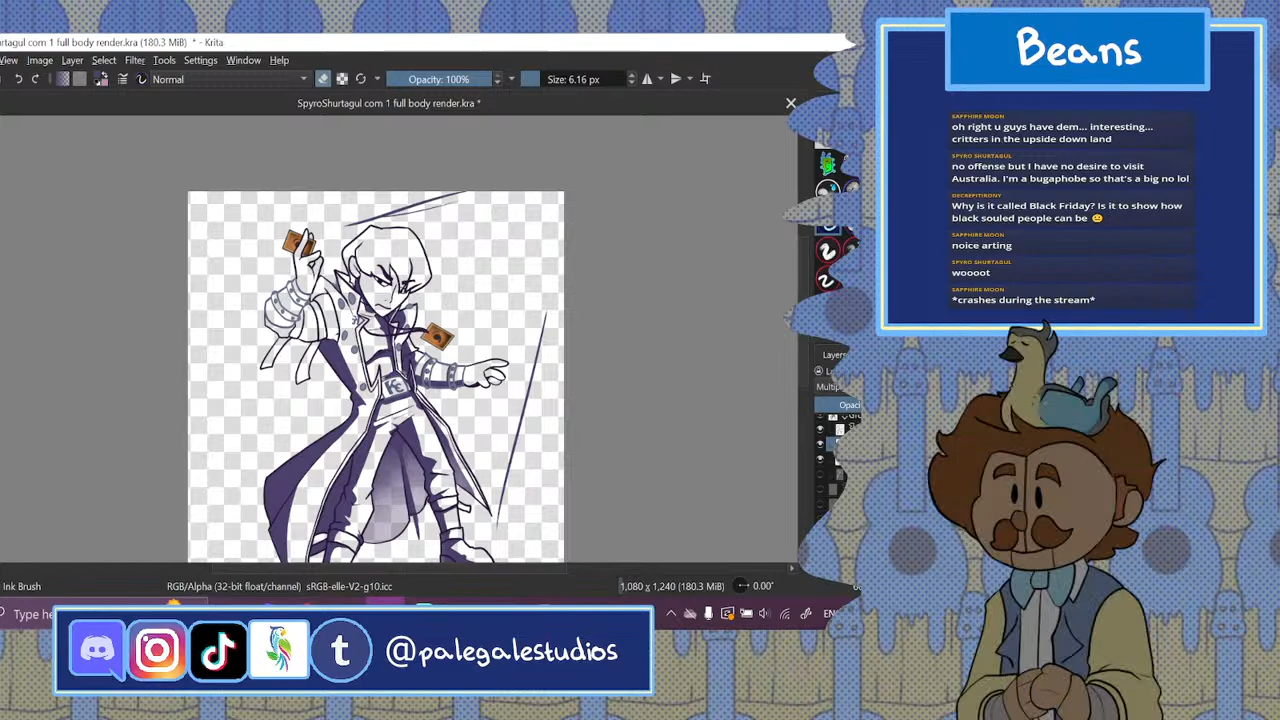 rtagul com 1 full body render.kra (180.3 MiB) * - Krita
View Image Layer Select Filter Tools Settings Window Help
Normal Opacity: 100% Size: 6.16 px
SpyroShurtagul com 1 full body render.kra *
KC
Layers
Opaci
Ink Brush RGB/Alpha (32-bit float/channel) sRGB-elle-V2-g10.icc 1,080 x 1,240 (180.3 MiB) 0.00°
Type he
@palegalestudios
Beans
SAPPHIRE MOON
oh right u guys have dem... interesting...
critters in the upside down land
SPYRO SHURTAGUL
no offense but I have no desire to visit
Australia. I'm a bugaphobe so that's a big no lol
DECREPITIRONY
Why is it called Black Friday? Is it to show how
black souled people can be 😐
SAPPHIRE MOON
noice arting
SPYRO SHURTAGUL
woooot
SAPPHIRE MOON
*crashes during the stream*